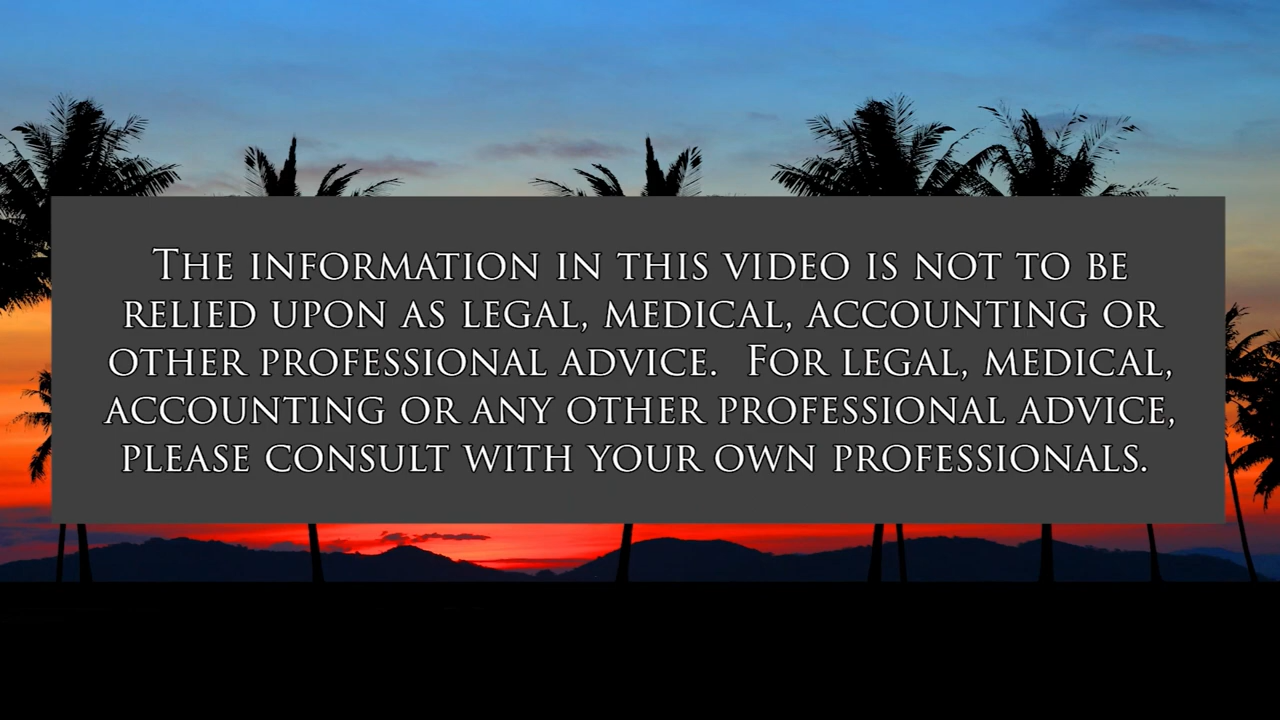 The information in this video is not to be
relied upon as legal, medical, accounting or
other professional advice.  For legal, medical,
accounting or any other professional advice,
please consult with your own professionals.